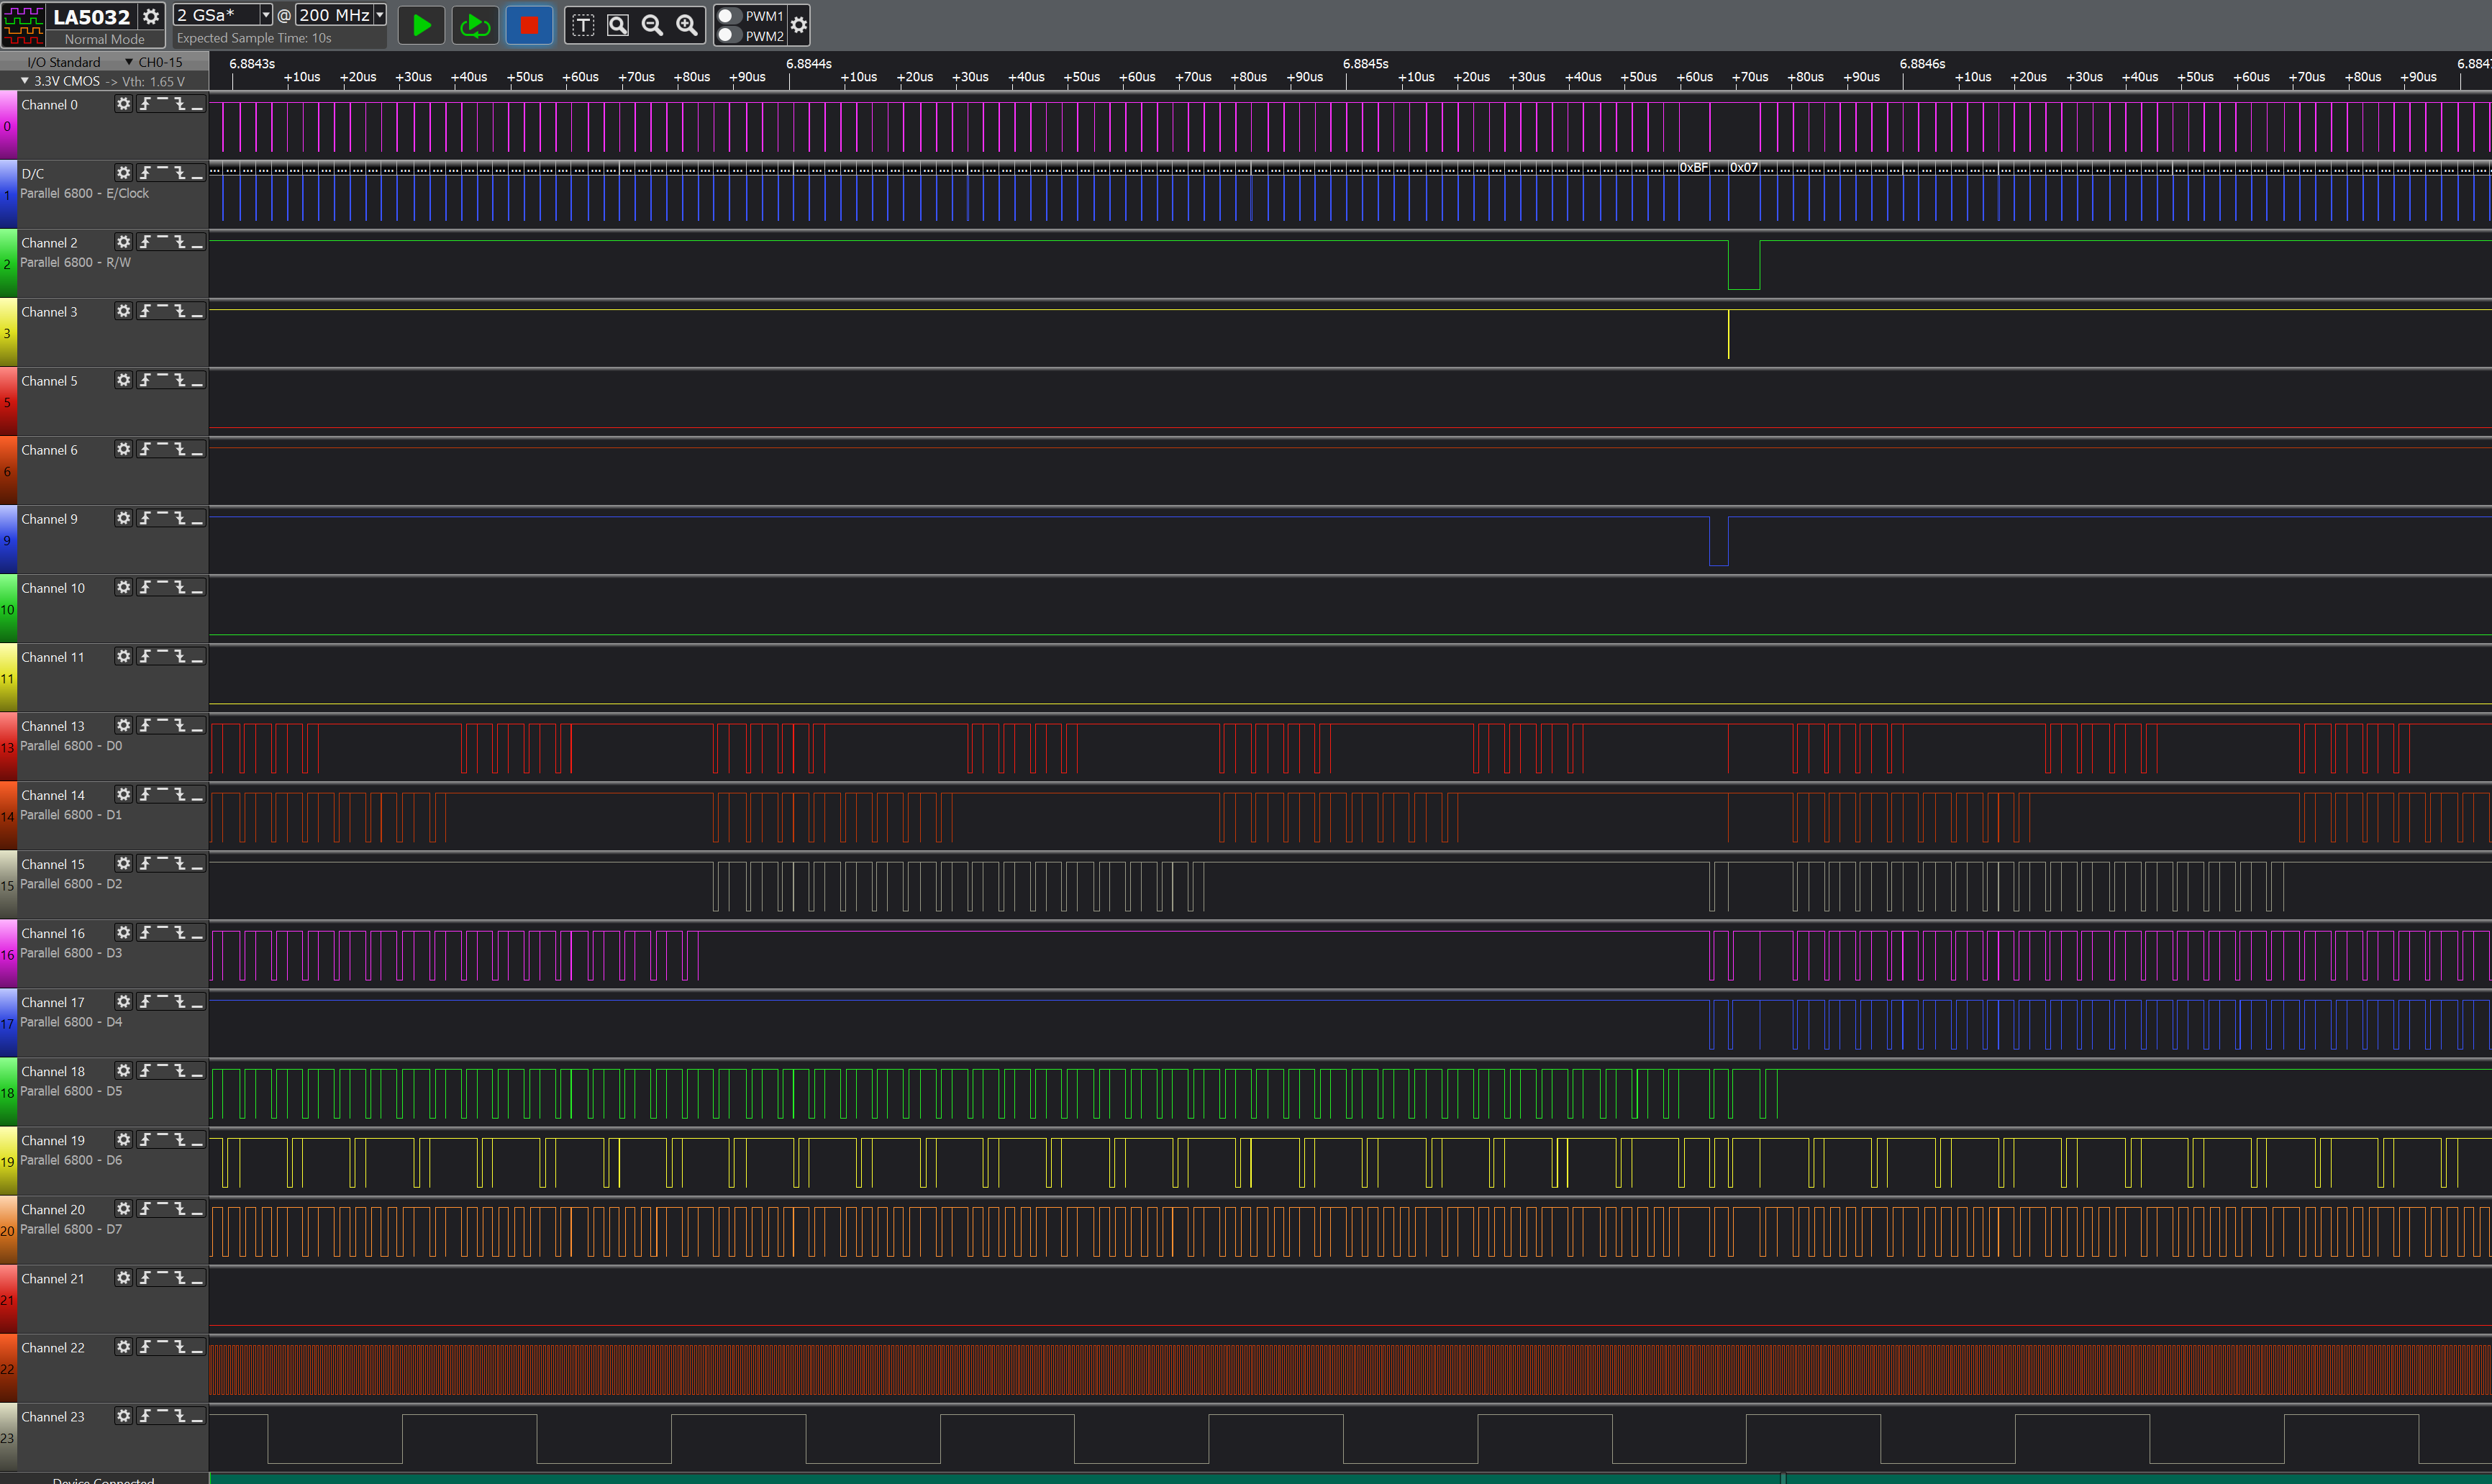 LA5032
Normal Mode
2 GSa* @ 200 MHz
Expected Sample Time: 10s
PWM1
PWM2
I/O Standard CH0-15
3.3V CMOS -> Vth: 1.65 V
6.8843s 6.8844s 6.8845s 6.8846s 6.884
+10us +20us +30us +40us +50us +60us +70us +80us +90us +10us +20us +30us +40us +50us +60us +70us +80us +90us +10us +20us +30us +40us +50us +60us +70us +80us +90us +10us +20us +30us +40us +50us +60us +70us +80us +90us
Channel 0
0
D/C
Parallel 6800 - E/Clock
1
0xBF ... 0x07
Channel 2
Parallel 6800 - R/W
2
Channel 3
3
Channel 5
5
Channel 6
6
Channel 9
9
Channel 10
10
Channel 11
11
Channel 13
Parallel 6800 - D0
13
Channel 14
Parallel 6800 - D1
14
Channel 15
Parallel 6800 - D2
15
Channel 16
Parallel 6800 - D3
16
Channel 17
Parallel 6800 - D4
17
Channel 18
Parallel 6800 - D5
18
Channel 19
Parallel 6800 - D6
19
Channel 20
Parallel 6800 - D7
20
Channel 21
21
Channel 22
22
Channel 23
23
Device Connected